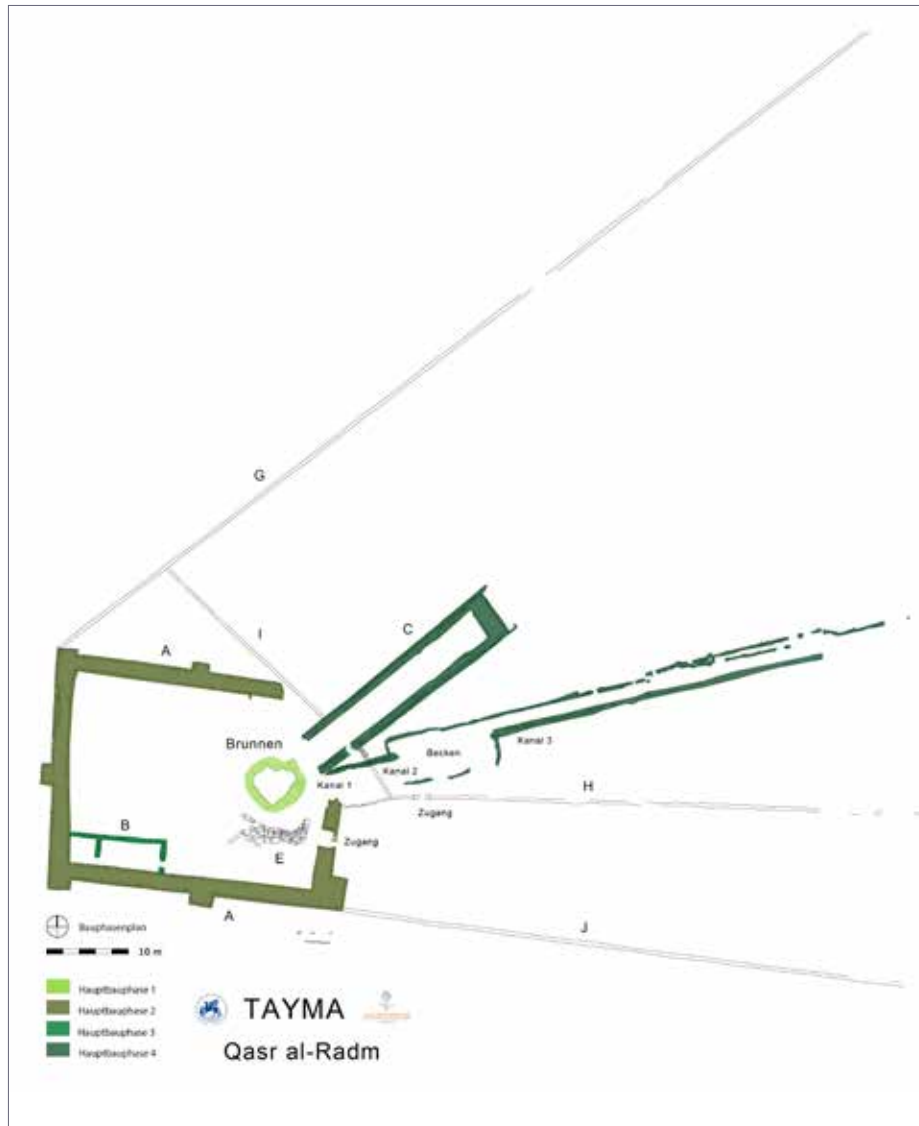 G
I
C
A
Brunnen
Kanal 1
Kanal 2
Becken
Kanal 3
H
Zugang
B
E
Zugang
A
J
Bauphasenplan
10 m
Hauptbauphase 1
Hauptbauphase 2
Hauptbauphase 3
Hauptbauphase 4
TAYMA
Qasr al-Radm